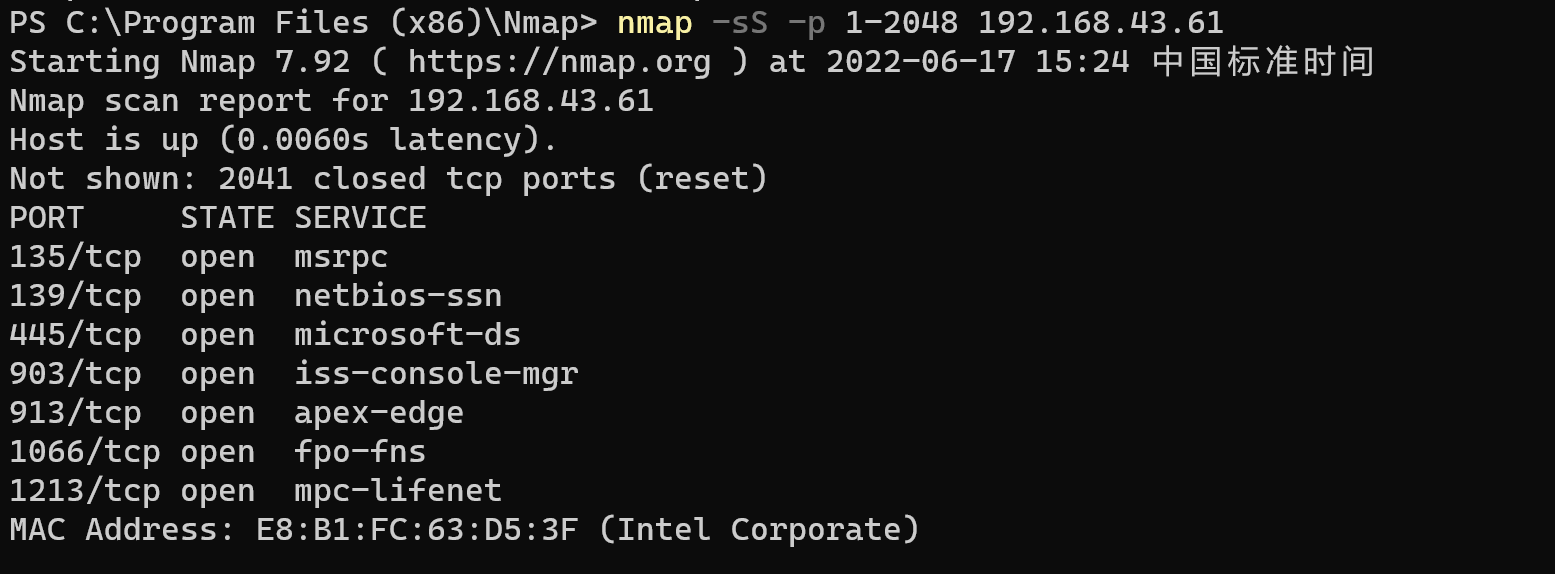 PS C:\Program Files (x86)\Nmap> nmap -sS -p 1-2048 192.168.43.61
Starting Nmap 7.92 ( https://nmap.org ) at 2022-06-17 15:24 中国标准时间
Nmap scan report for 192.168.43.61
Host is up (0.0060s latency).
Not shown: 2041 closed tcp ports (reset)
PORT     STATE SERVICE
135/tcp  open  msrpc
139/tcp  open  netbios-ssn
445/tcp  open  microsoft-ds
903/tcp  open  iss-console-mgr
913/tcp  open  apex-edge
1066/tcp open  fpo-fns
1213/tcp open  mpc-lifenet
MAC Address: E8:B1:FC:63:D5:3F (Intel Corporate)